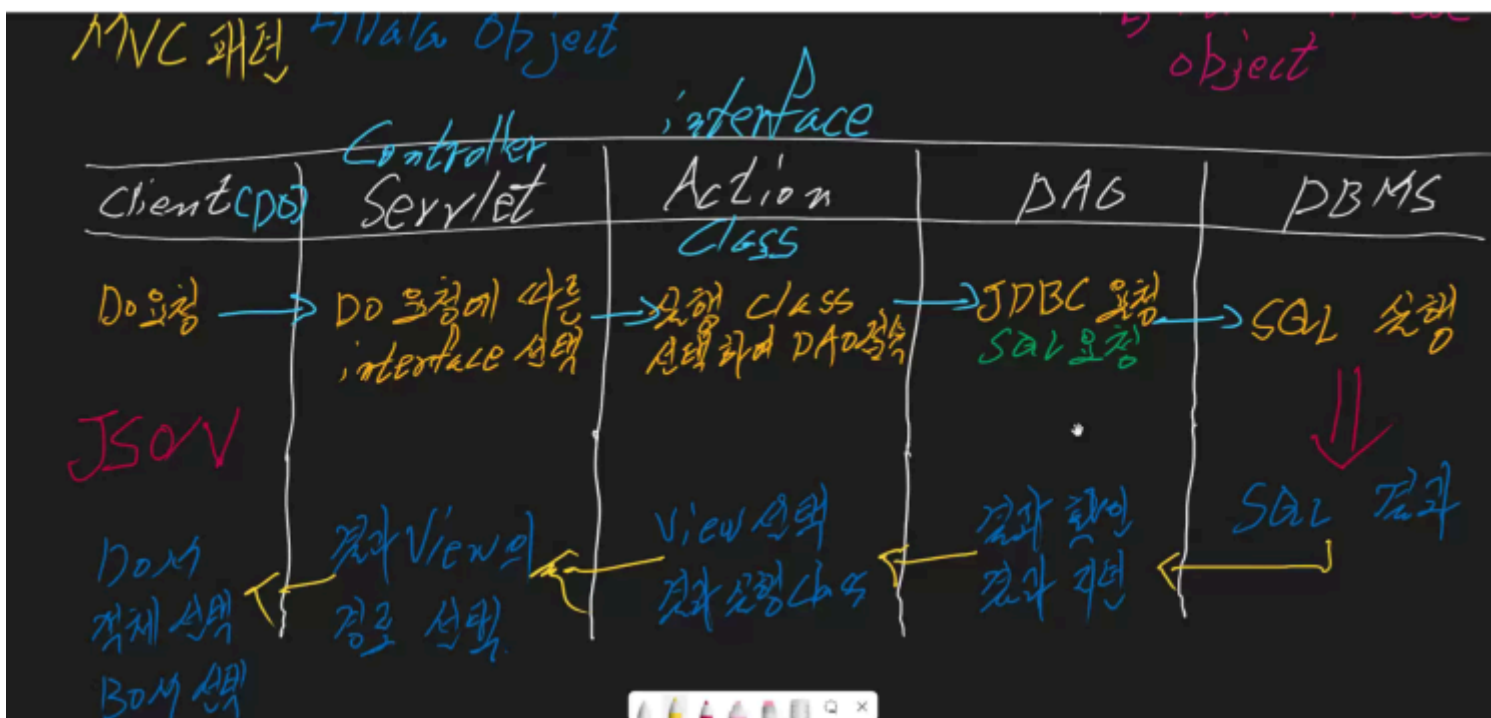 MVC 패턴
Object
object
interface
Controller
Client(DO)
Servlet
Action
Class
DAO
DBMS
DO요청
DO 요청에 따른
interface 선택
실행 Class
선택하여 DAO접속
JDBC 요청
SQL요청
SQL 실행
JSON
DOM
객체 선택
BOM 선택
결과 View의
경로 선택
View 선택
결과 실행 Class
결과 확인
결과 지면
SQL 결과